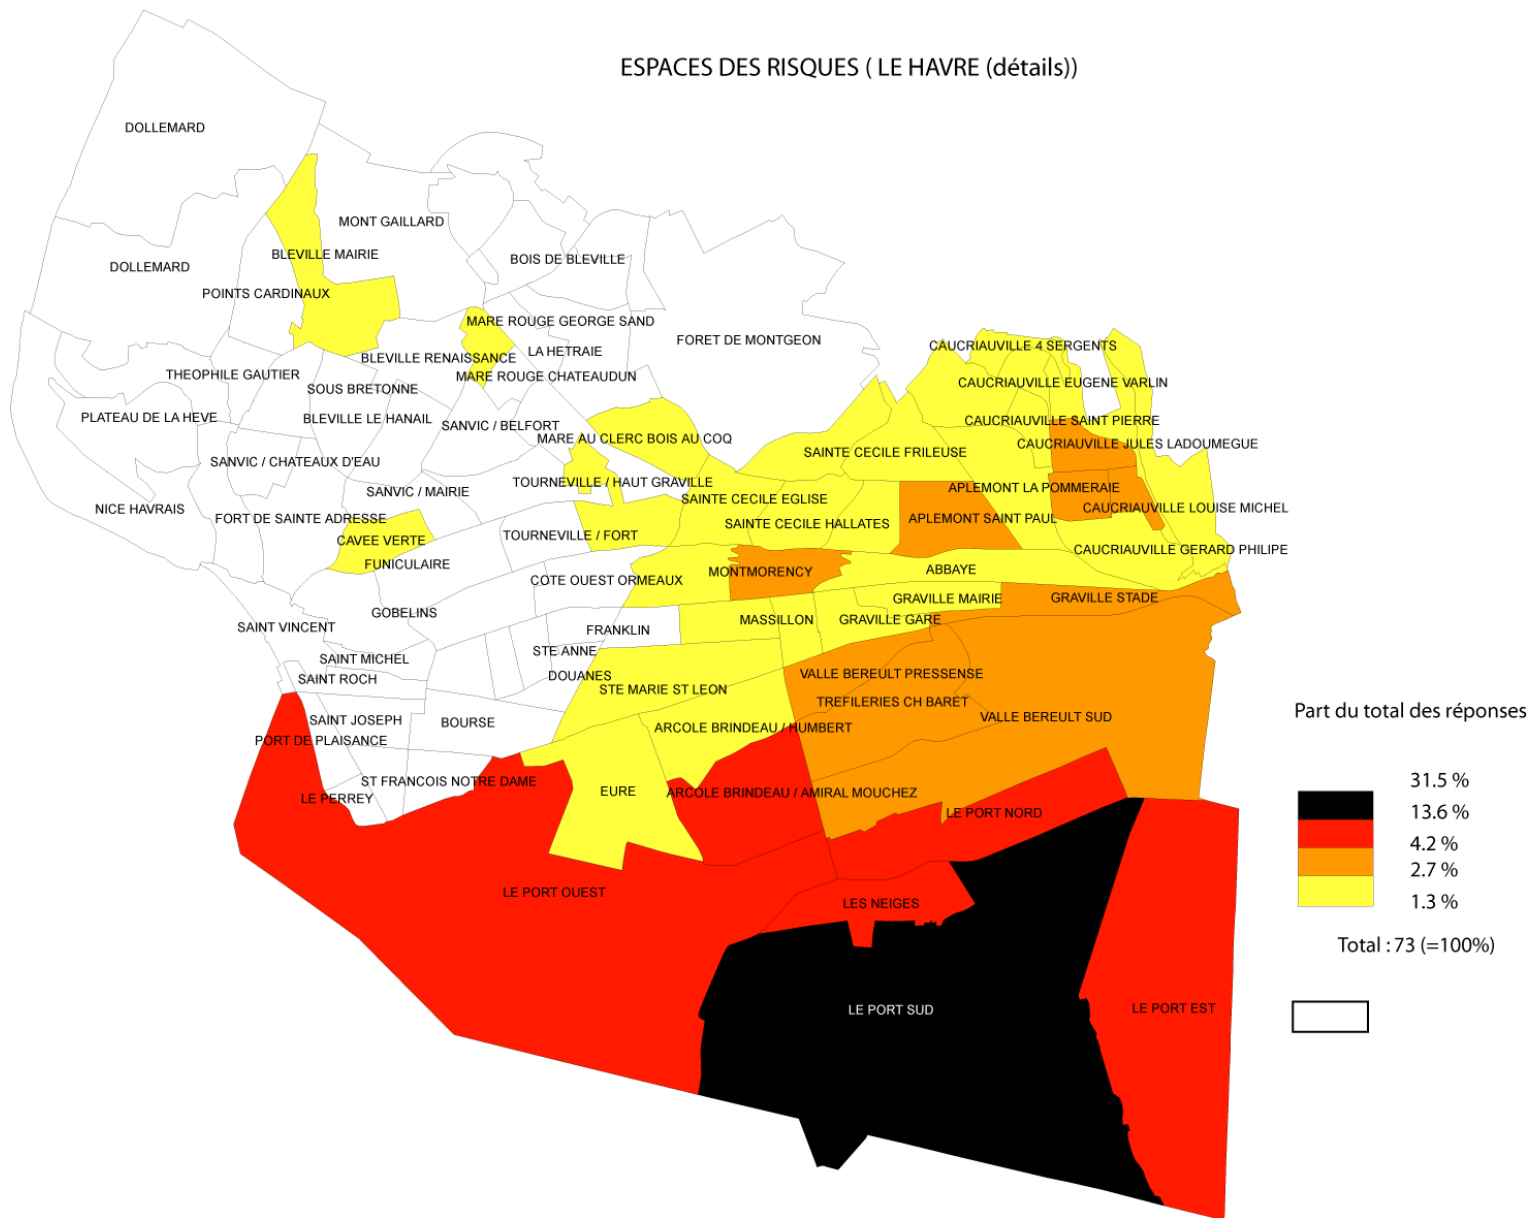 ESPACES DES RISQUES ( LE HAVRE (détails))
DOLLEMARD
MONT GAILLARD
BLEVILLE MAIRIE
BOIS DE BLEVILLE
DOLLEMARD
POINTS CARDINAUX
MARE ROUGE GEORGE SAND
FORET DE MONTGEON
CAUCRIAUVILLE 4 SERGENTS
LA HETRAIE
BLEVILLE RENAISSANCE
THEOPHILE GAUTIER
MARE ROUGE CHATEAUDUN
CAUCRIAUVILLE EUGENE VARLIN
SOUS BRETONNE
PLATEAU DE LA HEVE
BLEVILLE LE HANAIL
CAUCRIAUVILLE SAINT PIERRE
SANVIC / BELFORT
MARE AU CLERC BOIS AU COQ
CAUCRIAUVILLE JULES LADOUMEGUE
SAINTE CECILE FRILEUSE
SANVIC / CHATEAUX D'EAU
TOURNEVILLE / HAUT GRAVILLE
APLEMONT LA POMMERAIE
SANVIC / MAIRIE
SAINTE CECILE EGLISE
NICE HAVRAIS
CAUCRIAUVILLE LOUISE MICHEL
FORT DE SAINTE ADRESSE
APLEMONT SAINT PAUL
SAINTE CECILE HALLATES
TOURNEVILLE / FORT
CAVEE VERTE
CAUCRIAUVILLE GERARD PHILIPE
FUNICULAIRE
ABBAYE
MONTMORENCY
COTE OUEST ORMEAUX
GRAVILLE MAIRIE
GRAVILLE STADE
GOBELINS
MASSILLON
GRAVILLE GARE
SAINT VINCENT
FRANKLIN
STE ANNE
SAINT MICHEL
VALLE BEREULT PRESSENSE
DOUANES
SAINT ROCH
STE MARIE ST LEON
TREFILERIES CH BARET
Part du total des réponses
VALLE BEREULT SUD
SAINT JOSEPH
BOURSE
ARCOLE BRINDEAU / HUMBERT
PORT DE PLAISANCE
31.5 %
ST FRANCOIS NOTRE DAME
EURE
ARCOLE BRINDEAU / AMIRAL MOUCHEZ
LE PERREY
13.6 %
LE PORT NORD
4.2 %
2.7 %
LE PORT OUEST
1.3 %
LES NEIGES
Total : 73 (=100%)
LE PORT SUD
LE PORT EST